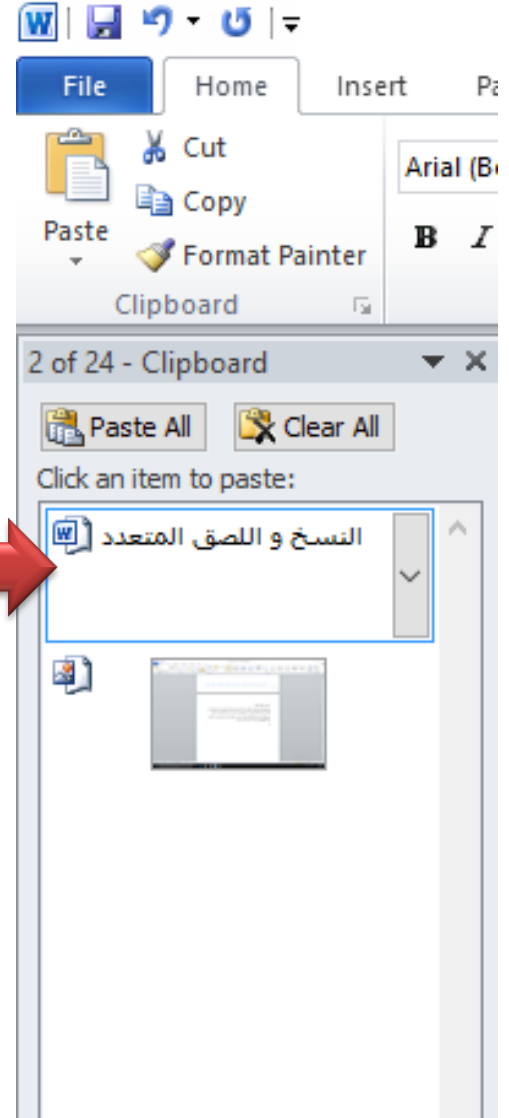 File Home Insert
Cut
Copy
Paste
Format Painter
Arial
B I
Clipboard
2 of 24 - Clipboard
Paste All Clear All
Click an item to paste:
النسخ و اللصق المتعدد